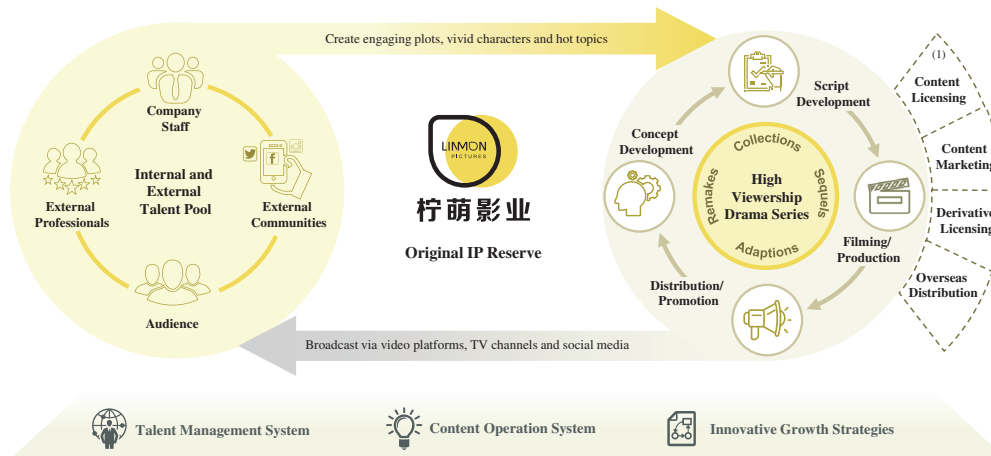 Create engaging plots, vivid characters and hot topics
Company
Staff
External
Professionals
Internal and
External
Talent Pool
External
Communities
Audience
LINMON
PICTURES
柠萌影业
Original IP Reserve
Concept
Development
Script
Development
Filming/
Production
Distribution/
Promotion
Collections
Remakes
Sequels
Adaptions
High
Viewership
Drama Series
(1)
Content
Licensing
Content
Marketing
Derivative
Licensing
Overseas
Distribution
Broadcast via video platforms, TV channels and social media
Talent Management System
Content Operation System
Innovative Growth Strategies